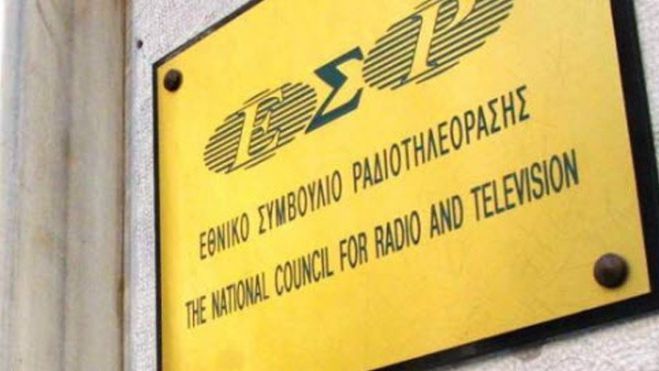 ΕΣΡ
ΕΘΝΙΚΟ ΣΥΜΒΟΥΛΙΟ ΡΑΔΙΟΤΗΛΕΟΡΑΣΗΣ
THE NATIONAL COUNCIL FOR RADIO AND TELEVISION